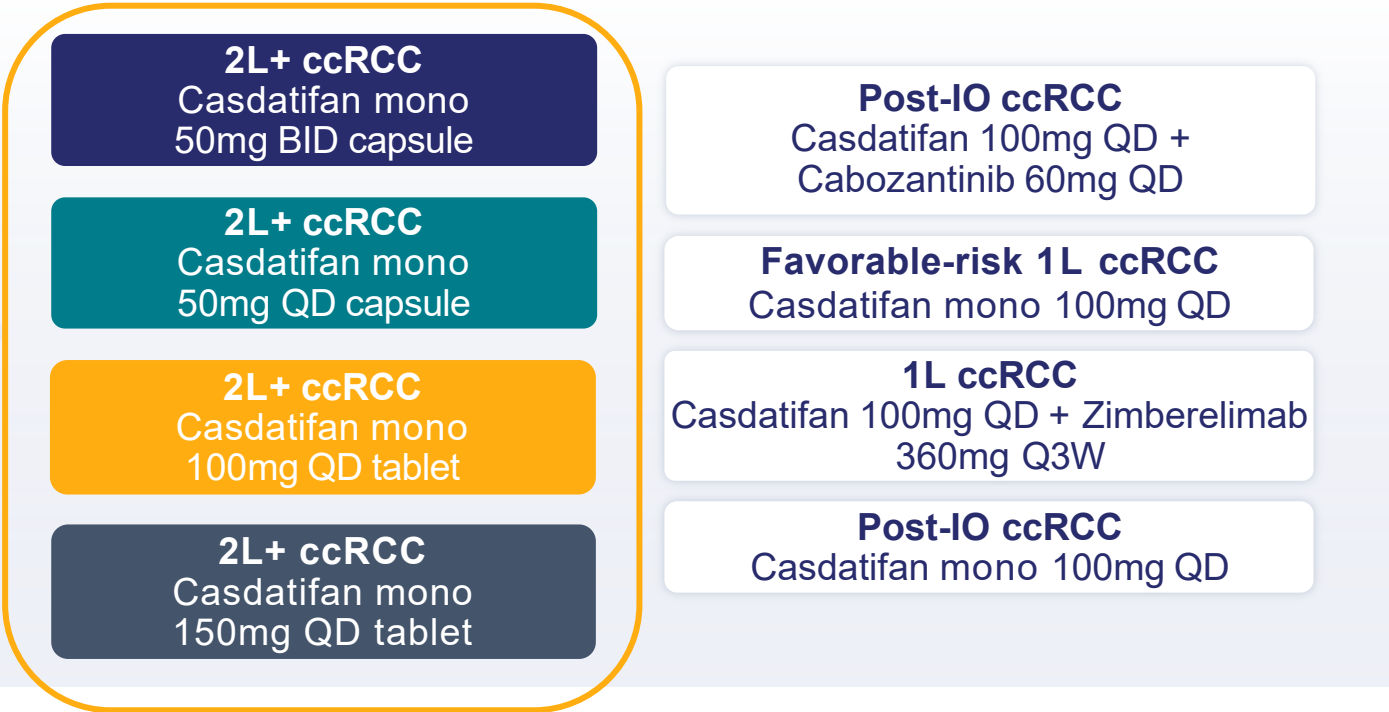 2L+ ccRCC
Casdatifan mono
50mg BID capsule
2L+ ccRCC
Casdatifan mono
50mg QD capsule
2L+ ccRCC
Casdatifan mono
100mg QD tablet
2L+ ccRCC
Casdatifan mono
150mg QD tablet
Post-IO ccRCC
Casdatifan 100mg QD +
Cabozantinib 60mg QD
Favorable-risk 1L ccRCC
Casdatifan mono 100mg QD
1L ccRCC
Casdatifan 100mg QD + Zimberelimab
360mg Q3W
Post-IO ccRCC
Casdatifan mono 100mg QD